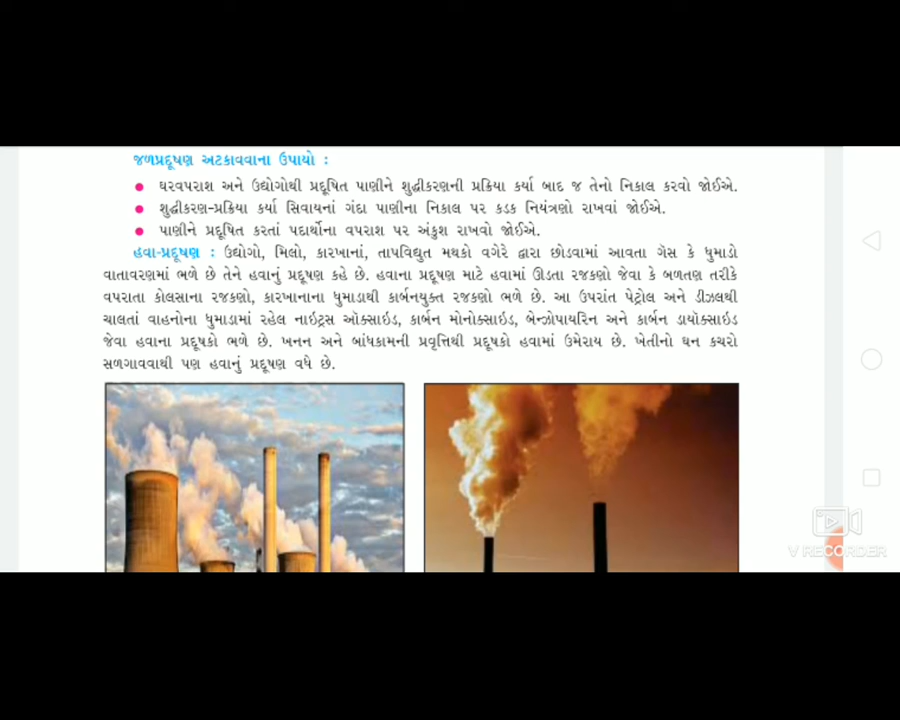 જળપ્રદૂષણ અટકાવવાના ઉપાયો :
● ઘરવપરાશ અને ઉદ્યોગોથી પ્રદૂષિત પાણીને શુદ્ધીકરણની પ્રક્રિયા કર્યા બાદ જ તેનો નિકાલ કરવો જોઈએ.
● શુદ્ધીકરણ-પ્રક્રિયા કર્યા સિવાયનાં ગંદા પાણીના નિકાલ પર કડક નિયંત્રણો રાખવાં જોઈએ.
● પાણીને પ્રદૂષિત કરતાં પદાર્થોના વપરાશ પર અંકુશ રાખવો જોઈએ.
હવા-પ્રદૂષણ : ઉદ્યોગો, મિલો, કારખાનાં, તાપવિદ્યુત મથકો વગેરે દ્વારા છોડવામાં આવતા ગૅસ કે ધુમાડો
વાતાવરણમાં ભળે છે તેને હવાનું પ્રદૂષણ કહે છે. હવાના પ્રદૂષણ માટે હવામાં ઊડતા રજકણો જેવા કે બળતણ તરીકે
વપરાતા કોલસાના રજકણો, કારખાનાના ધુમાડાથી કાર્બનયુક્ત રજકણો ભળે છે. આ ઉપરાંત પેટ્રોલ અને ડીઝલથી
ચાલતાં વાહનોના ધુમાડામાં રહેલ નાઇટ્રસ ઑક્સાઇડ, કાર્બન મોનોક્સાઇડ, બેન્ઝોપાયરિન અને કાર્બન ડાયૉક્સાઇડ
જેવા હવાના પ્રદૂષકો ભળે છે. ખનન અને બાંધકામની પ્રવૃત્તિથી પ્રદૂષકો હવામાં ઉમેરાય છે. ખેતીનો ઘન કચરો
સળગાવવાથી પણ હવાનું પ્રદૂષણ વધે છે.
V RECORDER